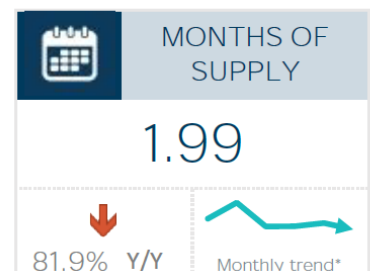 MONTHS OF
SUPPLY
1.99
81.9% Y/Y
Monthly trend*